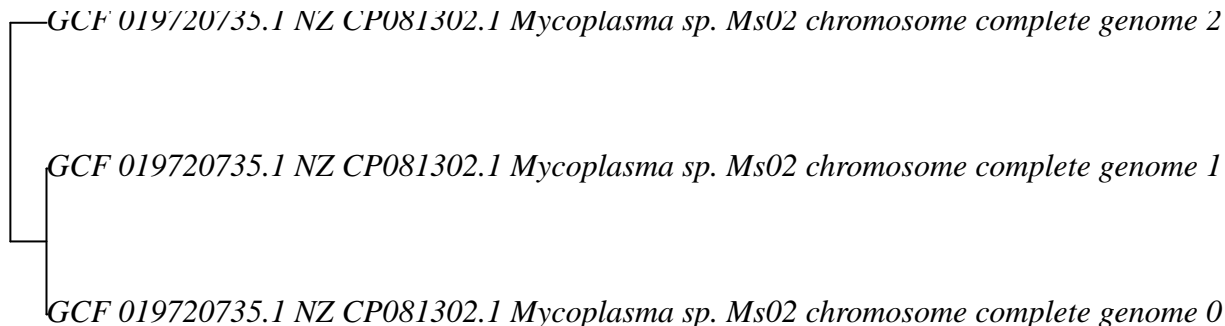 GCF 019720735.1 NZ CP081302.1 Mycoplasma sp. Ms02 chromosome complete genome 2
GCF 019720735.1 NZ CP081302.1 Mycoplasma sp. Ms02 chromosome complete genome 1
GCF 019720735.1 NZ CP081302.1 Mycoplasma sp. Ms02 chromosome complete genome 0